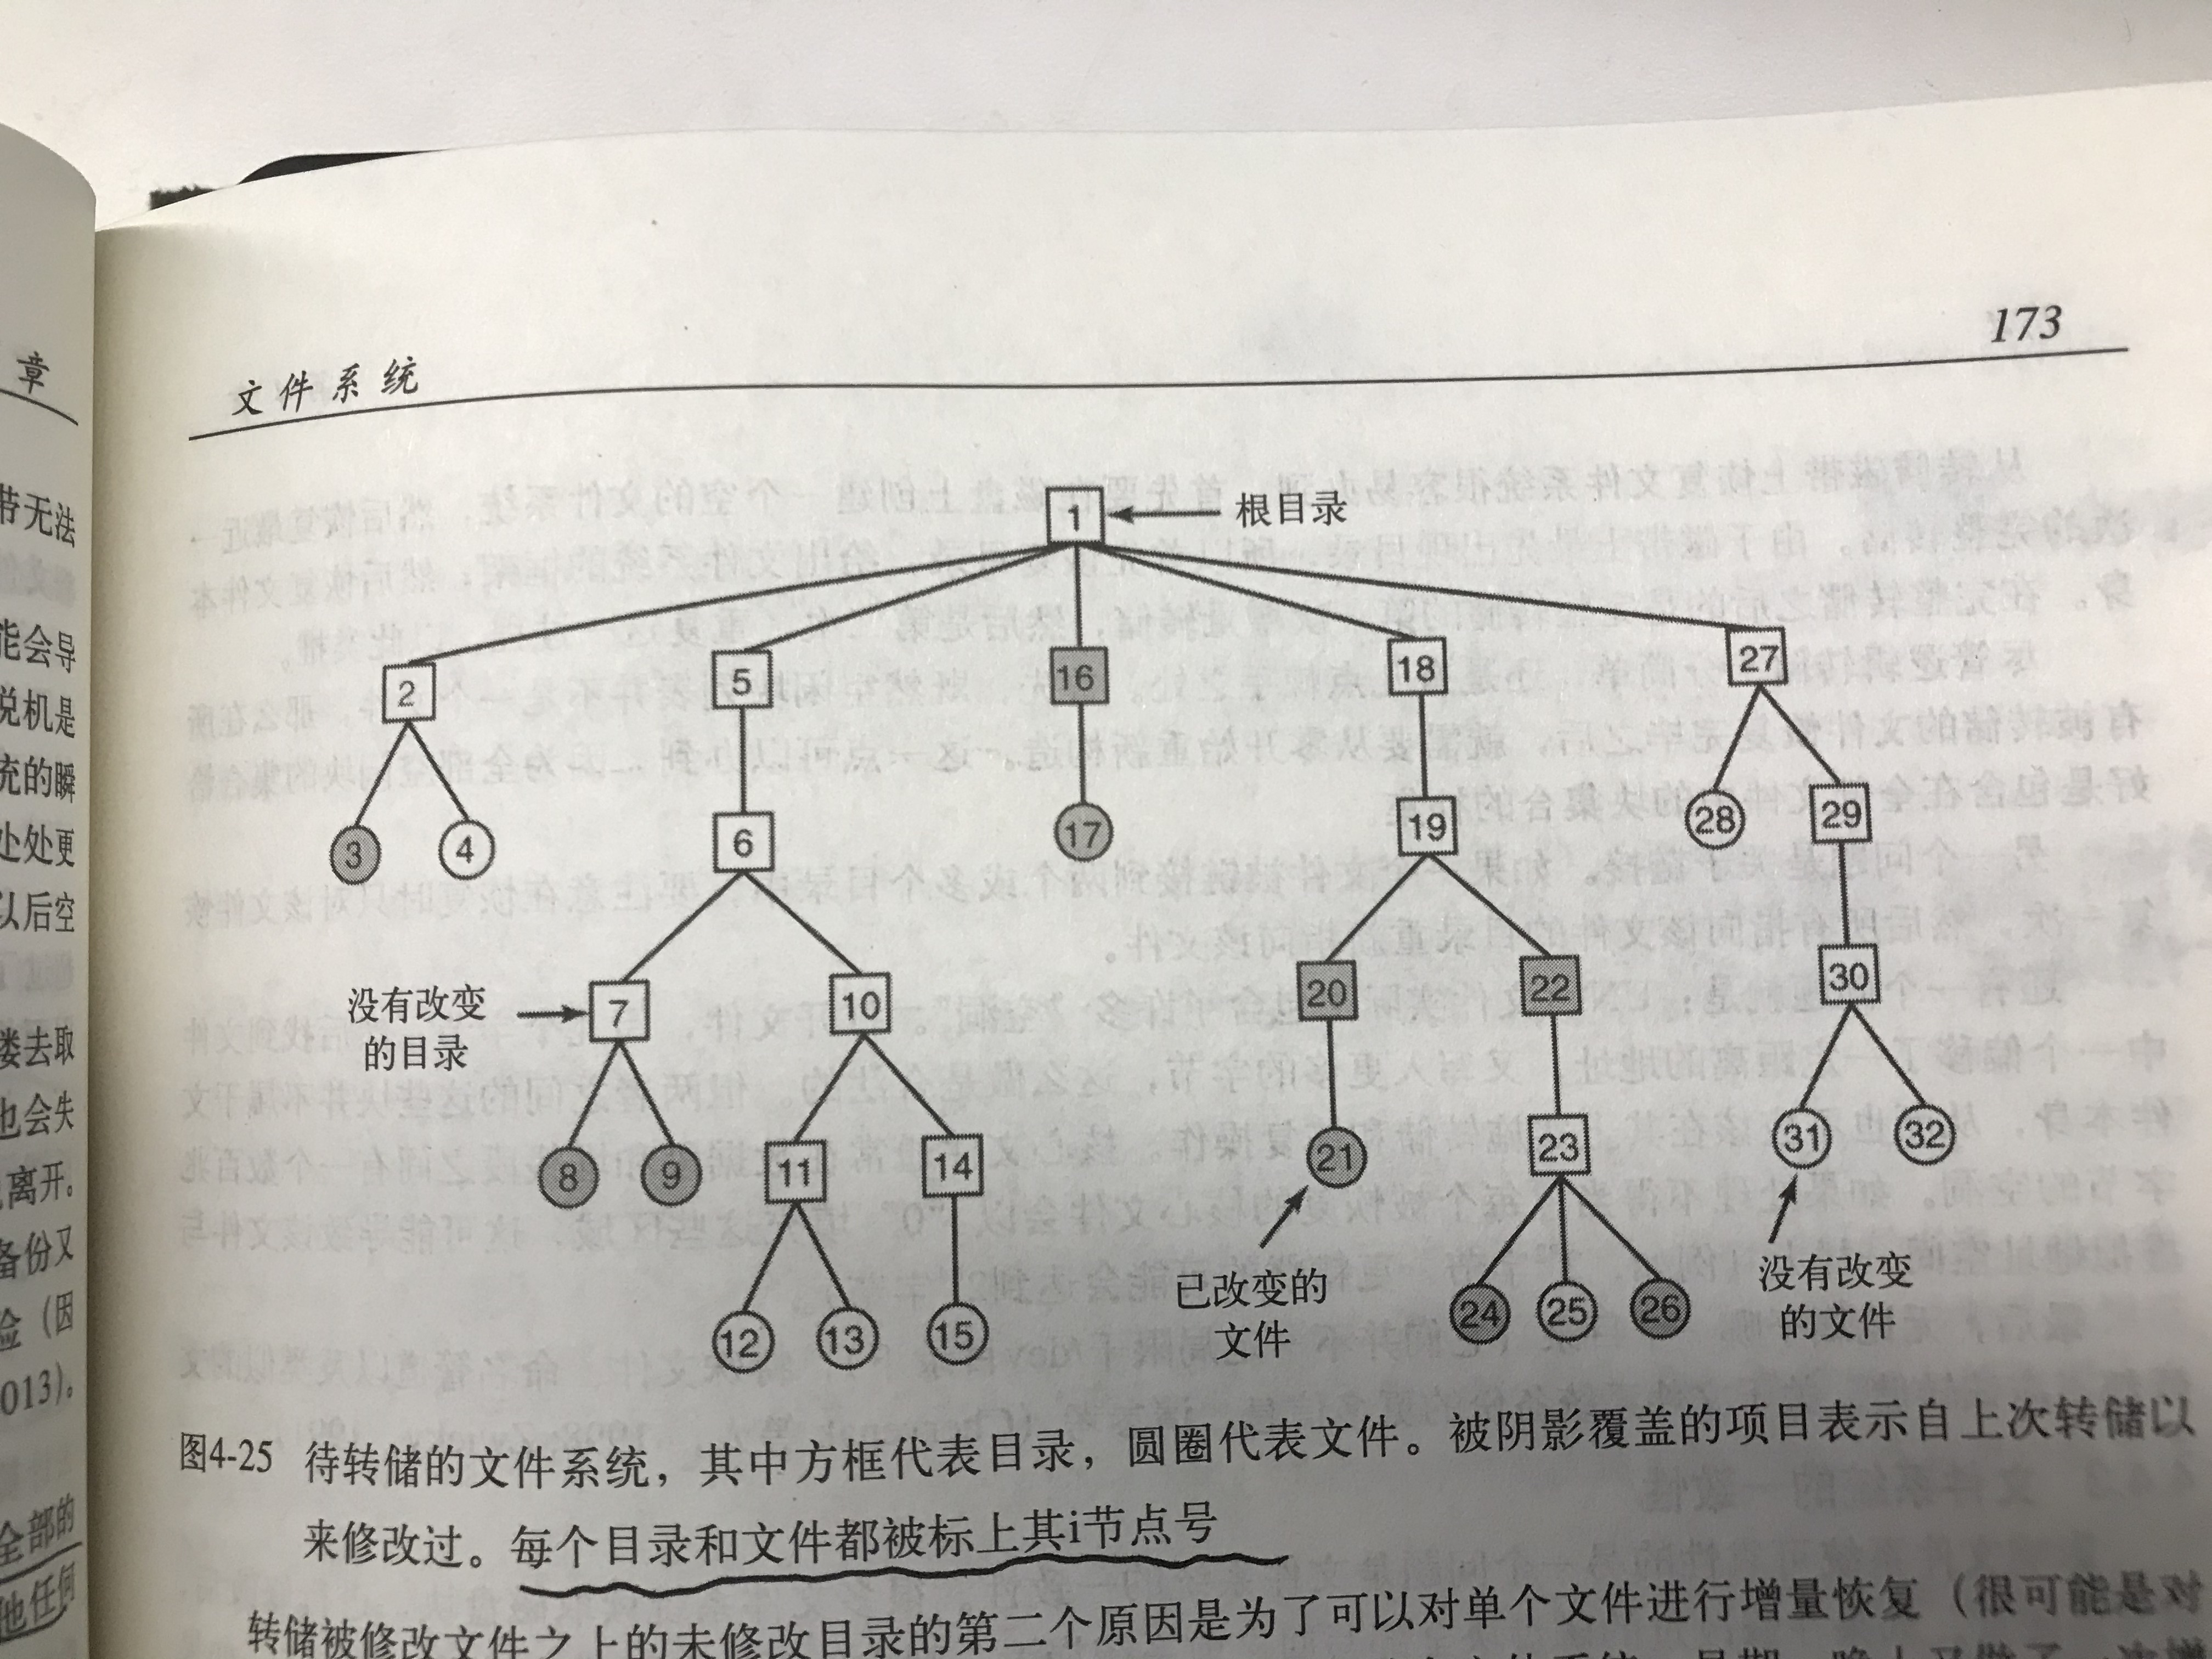 章
带无法
能会导
说机是
充的瞬
处处更
以后空
楼去取
也会失
离开。
备份又
险（因
013)。
全部的
他任何
文件系统
173
1
根目录
2
5
16
18
27
3
4
6
17
19
28
29
没有改变
的目录
7
10
20
22
30
8
9
11
14
21
23
31
32
12
13
15
已改变的
文件
24
25
26
没有改变
的文件
图4-25 待转储的文件系统，其中方框代表目录，圆圈代表文件。被阴影覆盖的项目表示自上次转储以
来修改过。每个目录和文件都被标上其i节点号
转储被修改文件之上的未修改目录的第二个原因是为了可以对单个文件进行增量恢复（很可能是对